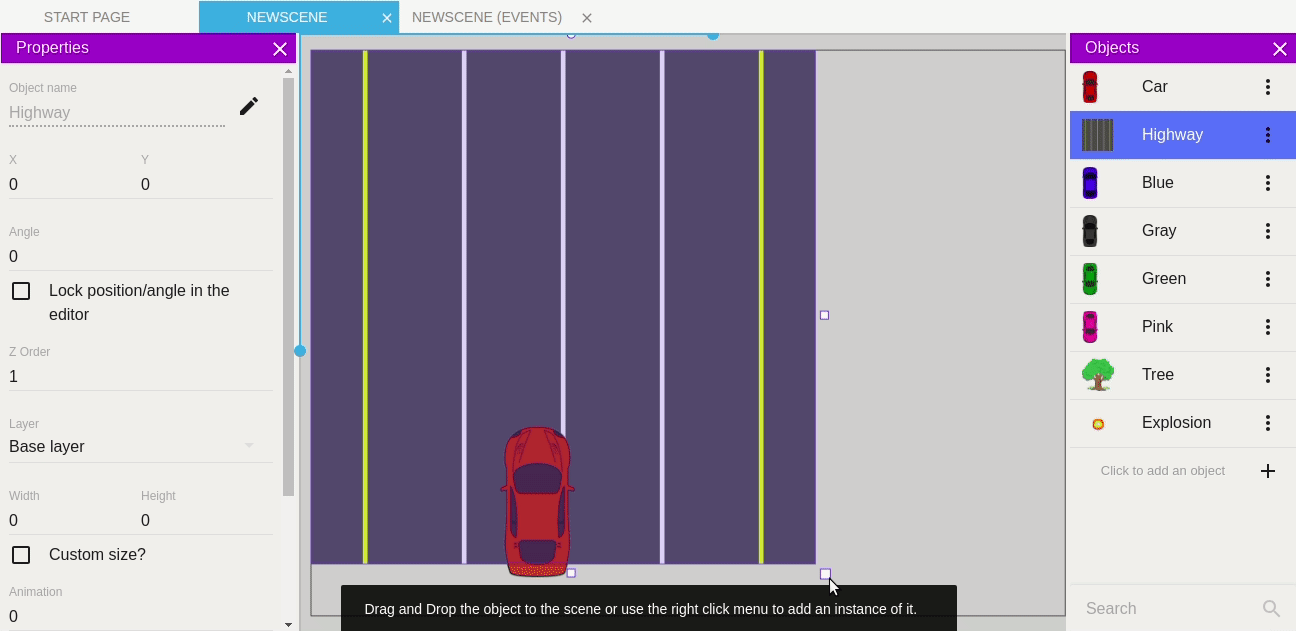 START PAGE
NEWSCENE
NEWSCENE (EVENTS)
Properties
Object name
Highway
X
Y
0
0
Angle
0
Lock position/angle in the
editor
Z Order
1
Layer
Base layer
Width
Height
0
0
Custom size?
Animation
0
Drag and Drop the object to the scene or use the right click menu to add an instance of it.
Objects
Car
Highway
Blue
Gray
Green
Pink
Tree
Explosion
Click to add an object
Search